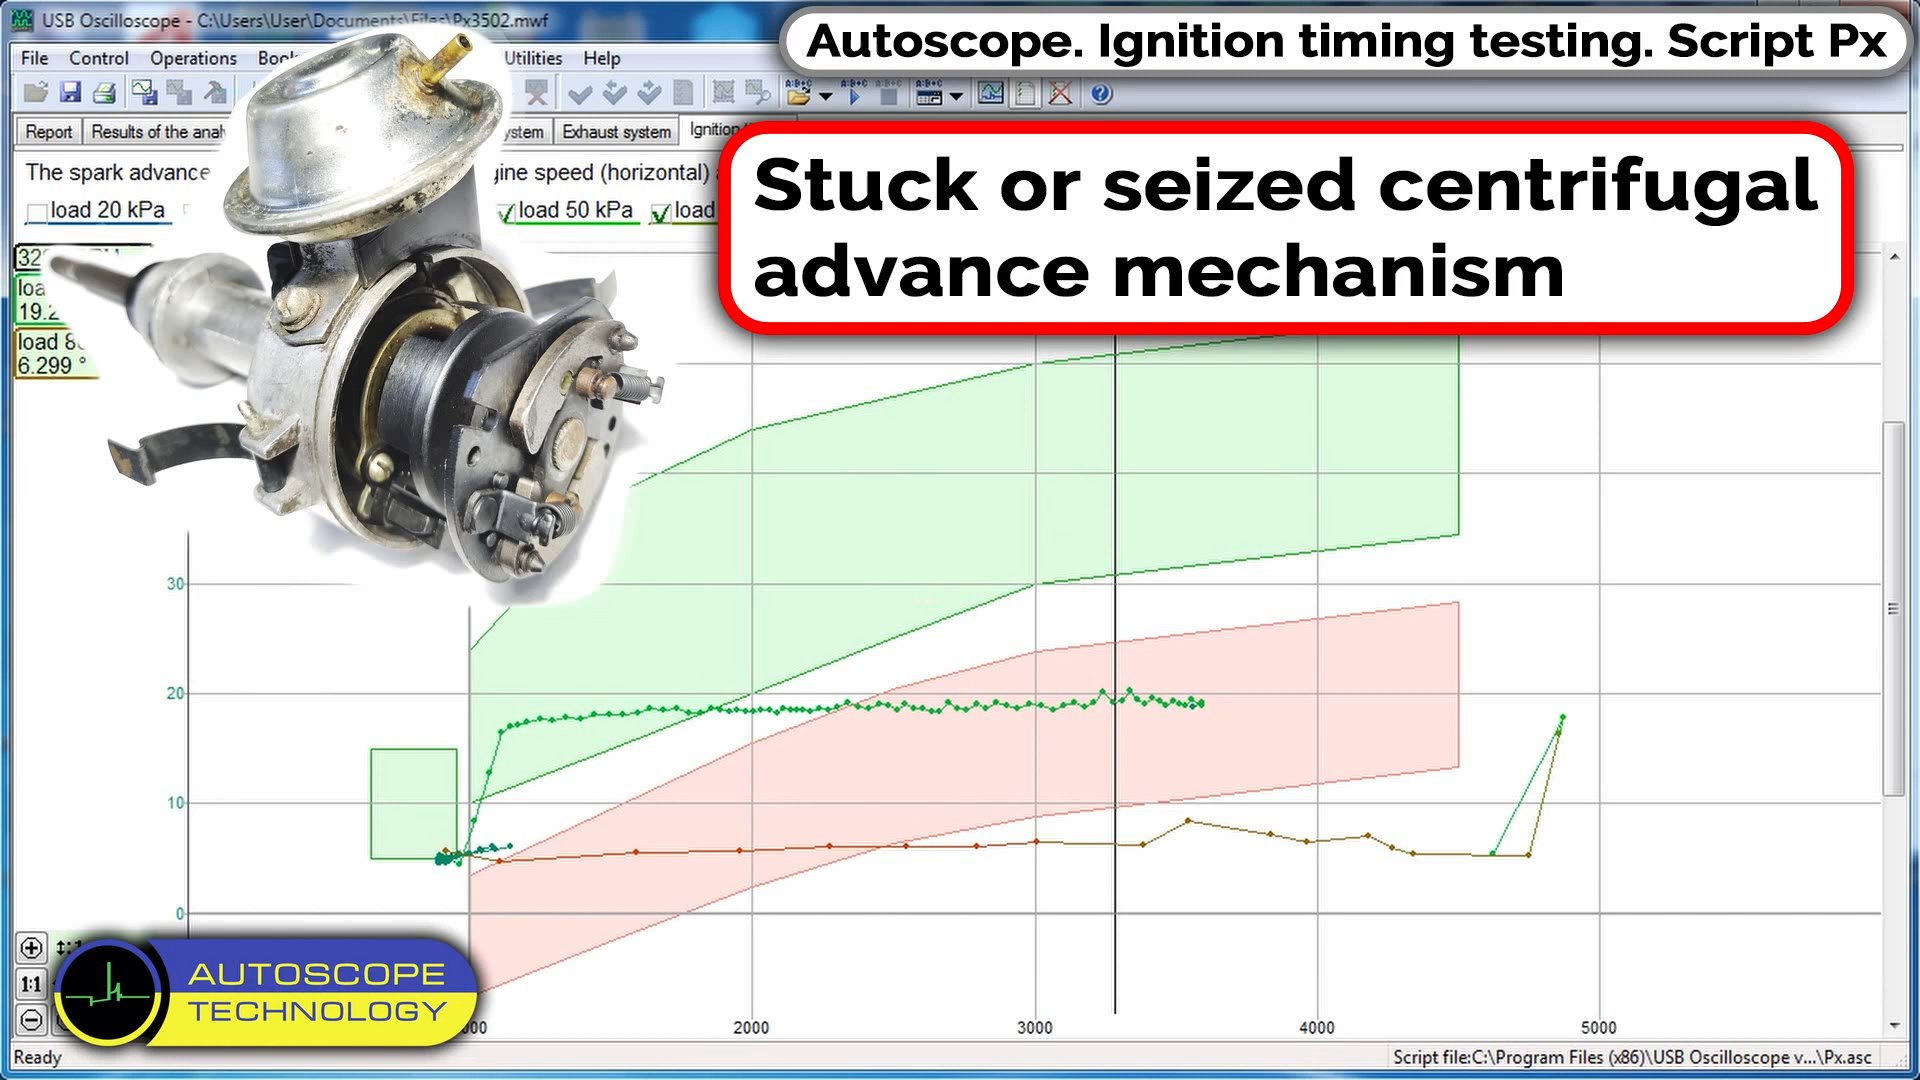 USB Oscilloscope - C:\Users\User\Documents\Files\Px3502.mwf
Autoscope. Ignition timing testing. Script Px
File Control Operations Utilities Help
A:B+C A:B+C A:B+C A:B+C
Report Results of the anal ystem Exhaust system Ignition
Stuck or seized centrifugal
advance mechanism
The spark advance gine speed (horizontal)
load 20 kPa load 50 kPa load
19.2
load 8
6.299 °
30
20
10
0
1:1
AUTOSCOPE
TECHNOLOGY
000 2000 3000 4000 5000
Ready Script file:C:\Program Files (x86)\USB Oscilloscope v...\Px.asc